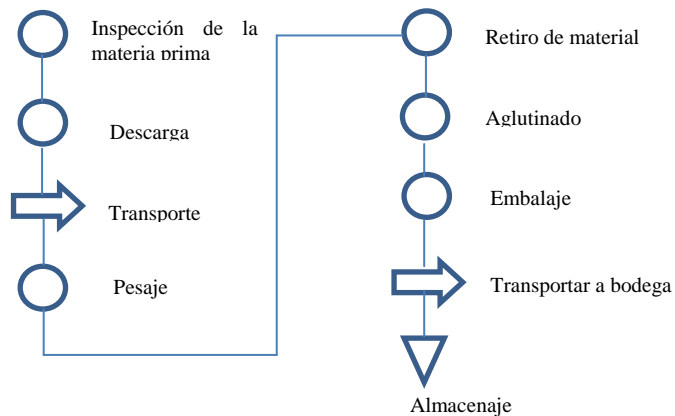 Inspección de la
materia prima
Descarga
Transporte
Pesaje
Retiro de material
Aglutinado
Embalaje
Transportar a bodega
Almacenaje